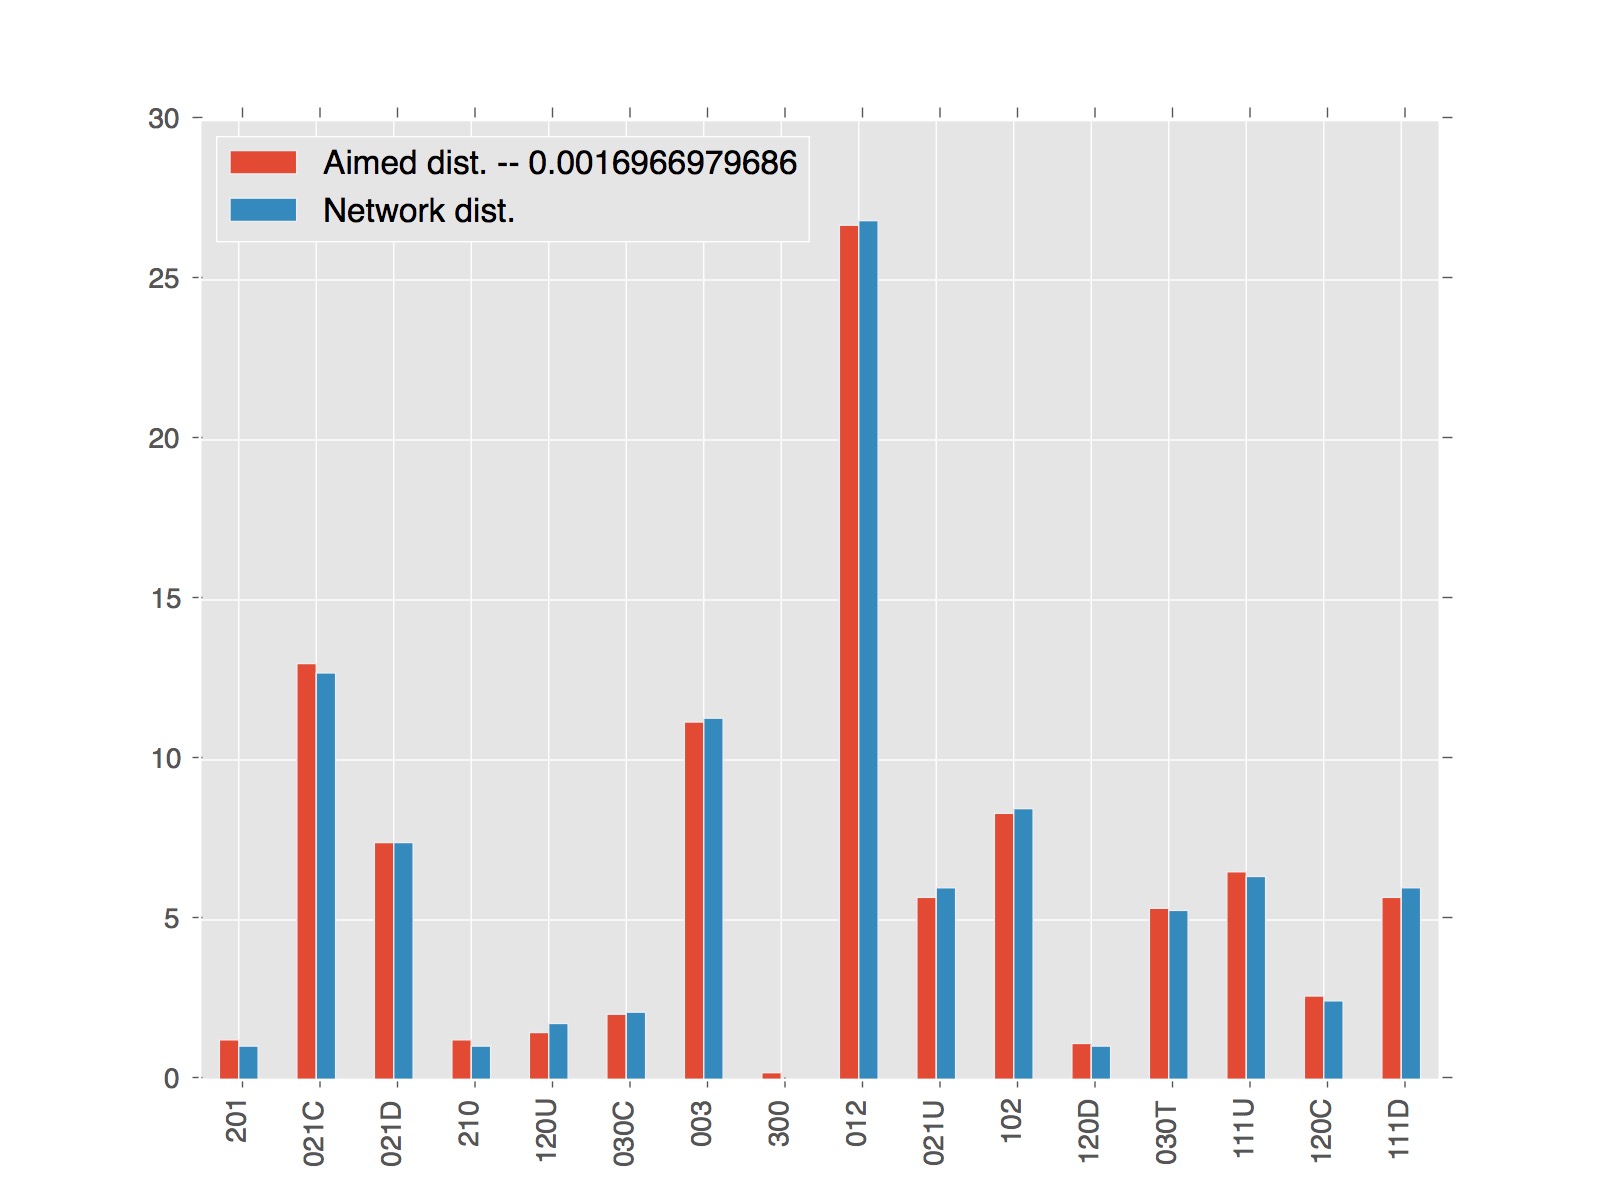 30
25
20
15
10
5
0
Aimed dist. -- 0.0016966979686
Network dist.
201
021C
021D
210
120U
030C
003
300
012
021U
102
120D
030T
111U
120C
111D